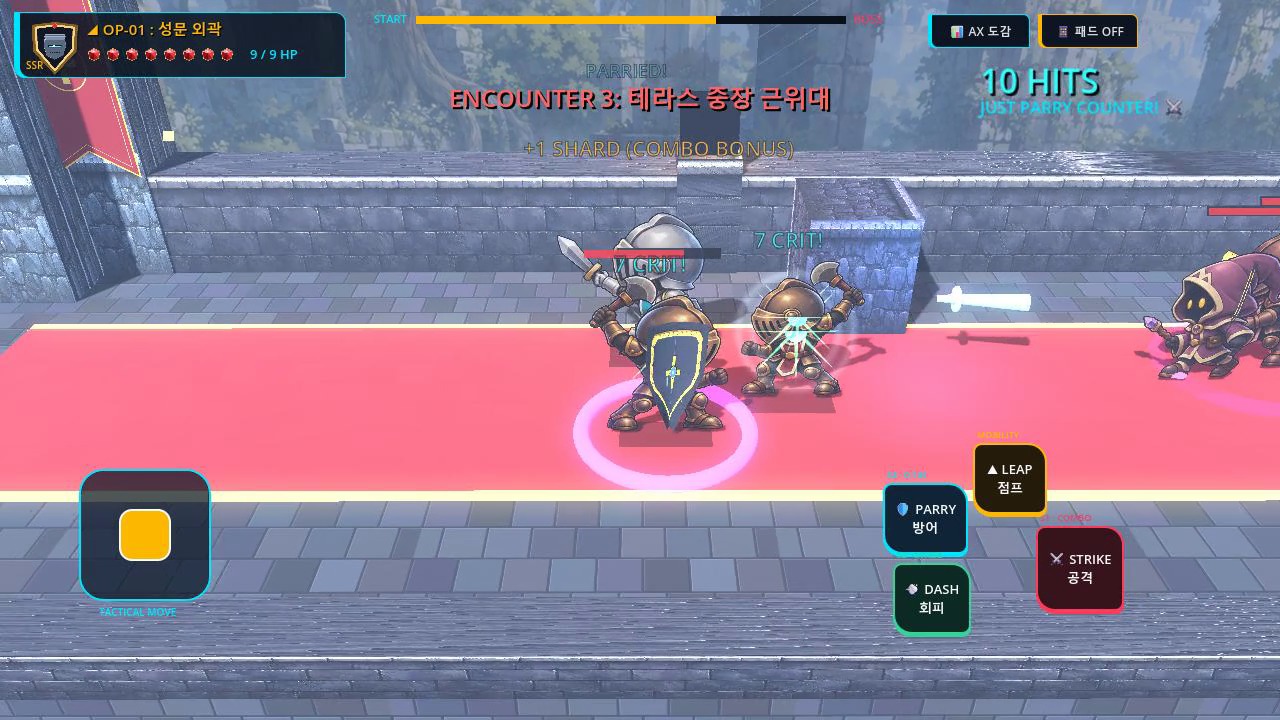 START
BOSS
◢ OP-01 : 성문 외곽
9 / 9 HP
SSR
AX 도감
패드 OFF
PARRIED!
ENCOUNTER 3: 테라스 중장 근위대
+1 SHARD (COMBO BONUS)
10 HITS
JUST PARRY COUNTER!
7 CRIT!
7 CRIT!
MOBILITY
▲ LEAP
점프
PARRY
방어
COMBO
STRIKE
공격
DASH
회피
TACTICAL MOVE